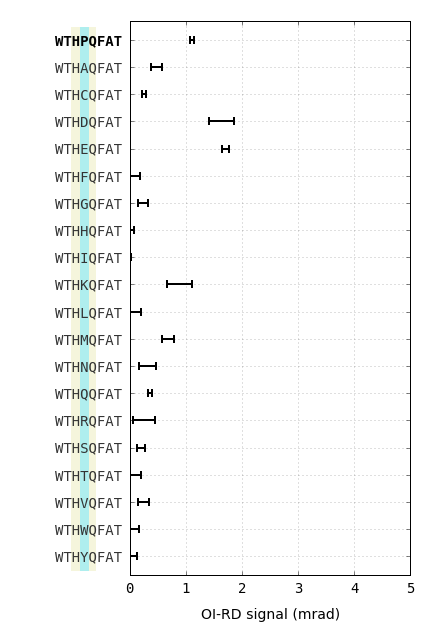 WTHPQFAT
WTHAQFAT
WTHCQFAT
WTHDQFAT
WTHEQFAT
WTHFQFAT
WTHGQFAT
WTHHQFAT
WTHIQFAT
WTHKQFAT
WTHLQFAT
WTHMQFAT
WTHNQFAT
WTHQQFAT
WTHRQFAT
WTHSQFAT
WTHTQFAT
WTHVQFAT
WTHWQFAT
WTHYQFAT
0 1 2 3 4 5
OI-RD signal (mrad)